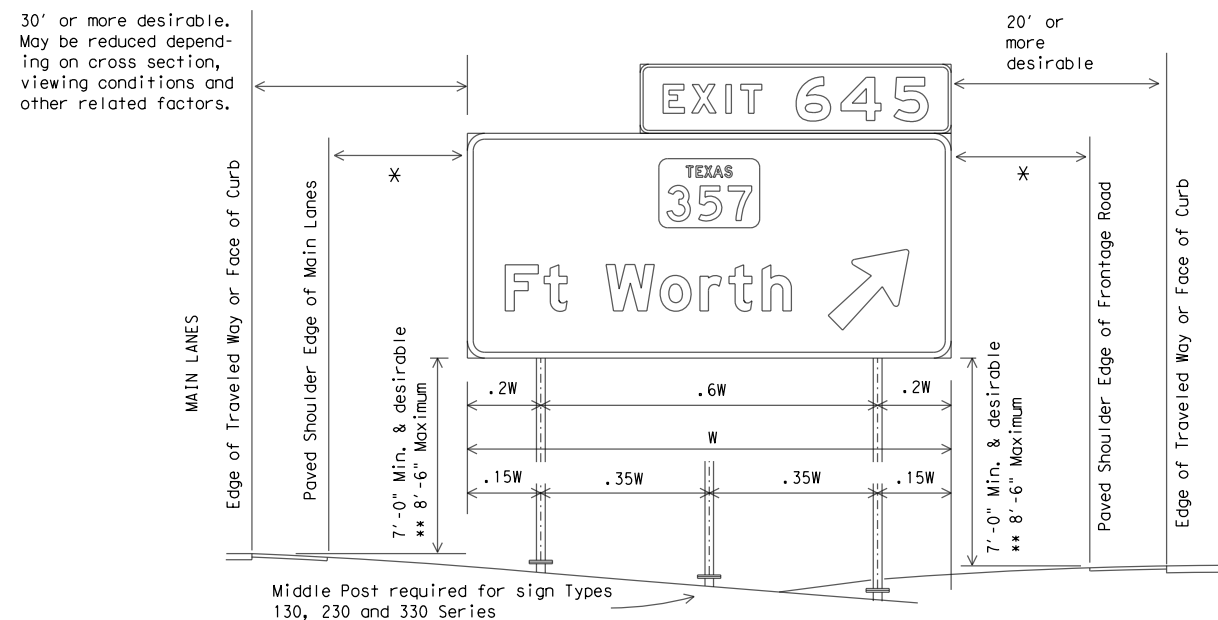 30' or more desirable.
May be reduced depend-
ing on cross section,
viewing conditions and
other related factors.
20' or
more
desirable
EXIT 645
TEXAS
357
Ft Worth
*
*
MAIN LANES
Edge of Traveled Way or Face of Curb
Paved Shoulder Edge of Main Lanes
7'-0" Min. & desirable
** 8'-6" Maximum
.2W
.6W
.2W
W
.15W
.35W
.35W
.15W
7'-0" Min. & desirable
** 8'-6" Maximum
Paved Shoulder Edge of Frontage Road
Edge of Traveled Way or Face of Curb
Middle Post required for sign Types
130, 230 and 330 Series